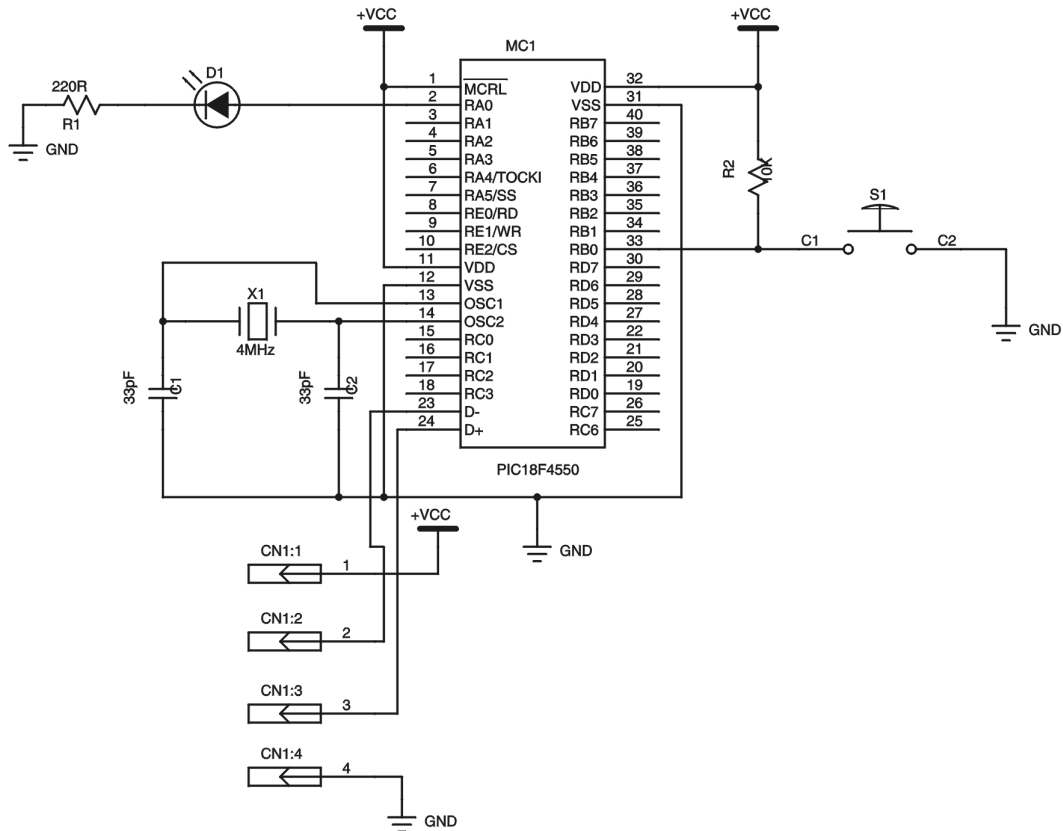 +VCC
+VCC
MC1
D1
220R
R1
GND
1 MCRL VDD 32
2 RA0 VSS 31
3 RA1 RB7 40
4 RA2 RB6 39
5 RA3 RB5 38
6 RA4/TOCKI RB4 37
7 RA5/SS RB3 36
8 RE0/RD RB2 35
9 RE1/WR RB1 34
10 RE2/CS RB0 33
11 VDD RD7 30
12 VSS RD6 29
13 OSC1 RD5 28
14 OSC2 RD4 27
15 RC0 RD3 22
16 RC1 RD2 21
17 RC2 RD1 20
18 RC3 RD0 19
23 D- RC7 26
24 D+ RC6 25
PIC18F4550
R2
10K
S1
C1
C2
GND
X1
4MHz
33pF
C1
33pF
C2
+VCC
GND
CN1:1
1
CN1:2
2
CN1:3
3
CN1:4
4
GND